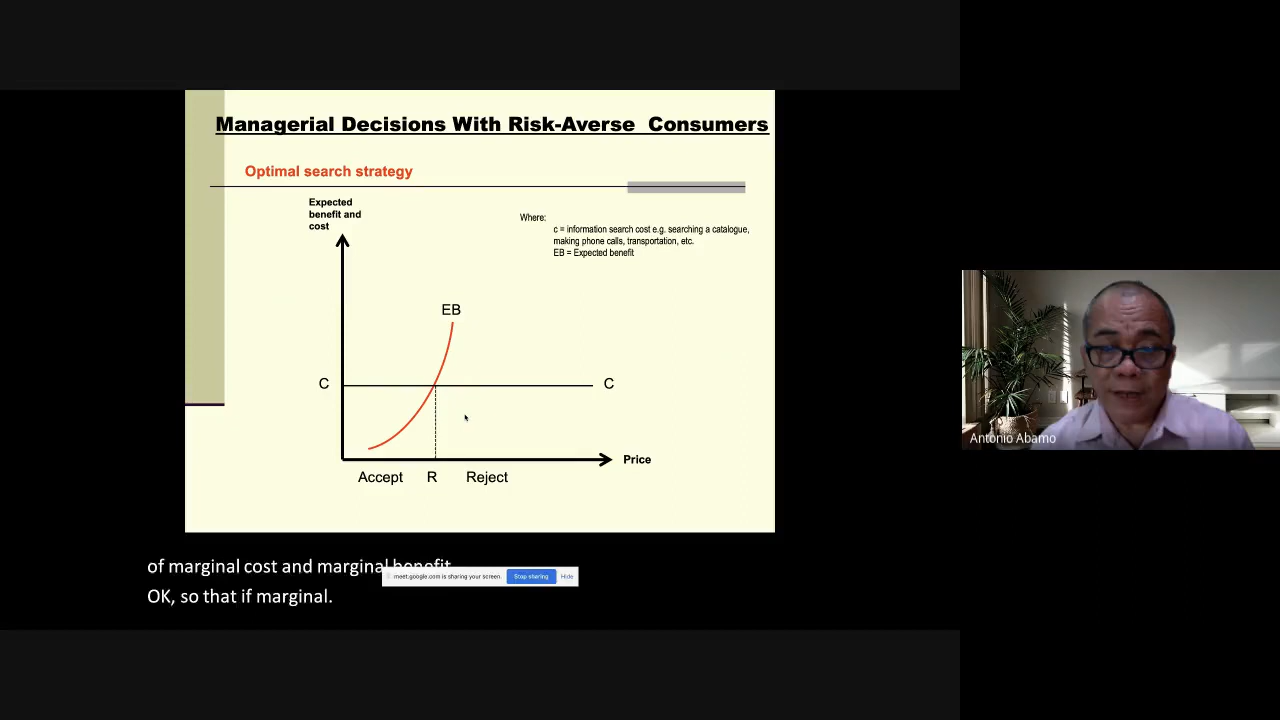 Managerial Decisions With Risk-Averse Consumers
Optimal search strategy
Expected
benefit and
cost
Where:
c = information search cost e.g. searching a catalogue,
making phone calls, transportation, etc.
EB = Expected benefit
EB
C
C
Price
Accept
R
Reject
Antonio Abamo
of marginal cost and marginal benefit.
meet.google.com is sharing your screen.
Stop sharing
Hide
OK, so that if marginal.